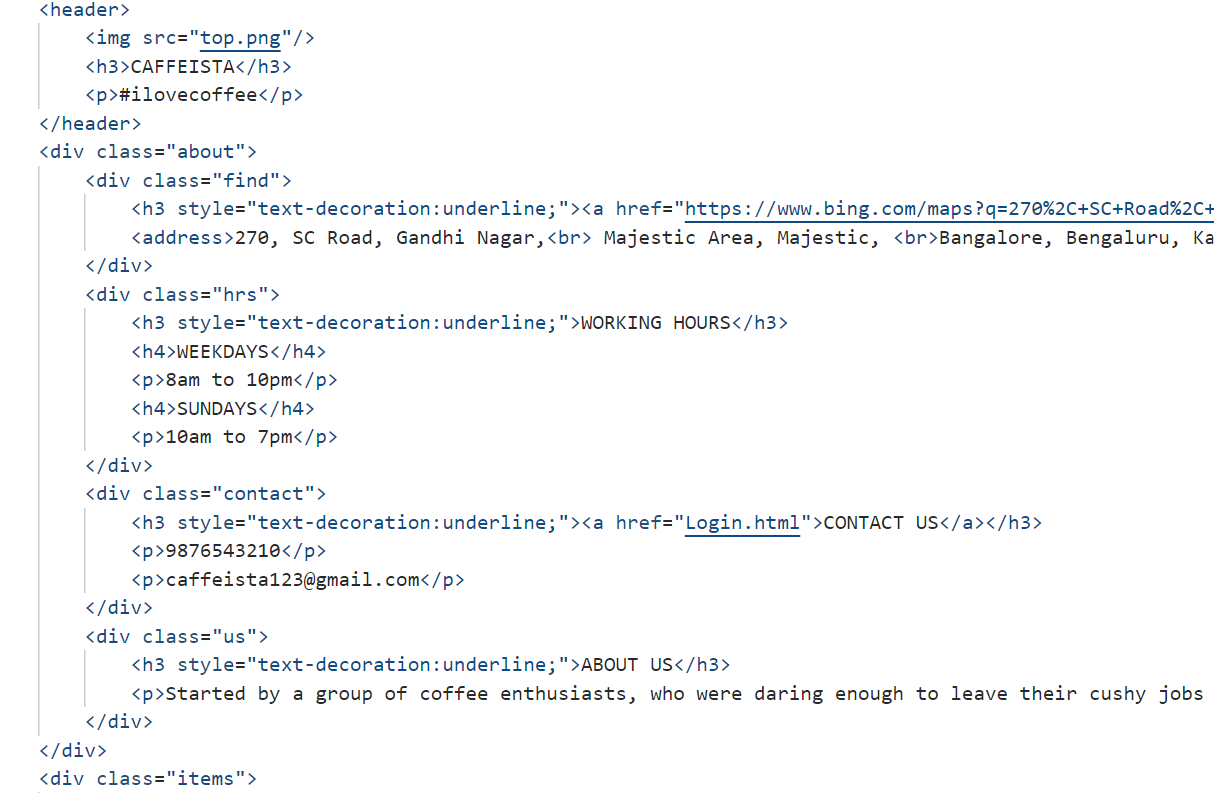 <header>
<img src="top.png"/>
<h3>CAFFEISTA</h3>
<p>#ilovecoffee</p>
</header>
<div class="about">
<div class="find">
<h3 style="text-decoration:underline;"><a href="https://www.bing.com/maps?q=270%2C+SC+Road%2C+
<address>270, SC Road, Gandhi Nagar,<br> Majestic Area, Majestic, <br>Bangalore, Bengaluru, Ka
</div>
<div class="hrs">
<h3 style="text-decoration:underline;">WORKING HOURS</h3>
<h4>WEEKDAYS</h4>
<p>8am to 10pm</p>
<h4>SUNDAYS</h4>
<p>10am to 7pm</p>
</div>
<div class="contact">
<h3 style="text-decoration:underline;"><a href="Login.html">CONTACT US</a></h3>
<p>9876543210</p>
<p>caffeista123@gmail.com</p>
</div>
<div class="us">
<h3 style="text-decoration:underline;">ABOUT US</h3>
<p>Started by a group of coffee enthusiasts, who were daring enough to leave their cushy jobs
</div>
</div>
<div class="items">